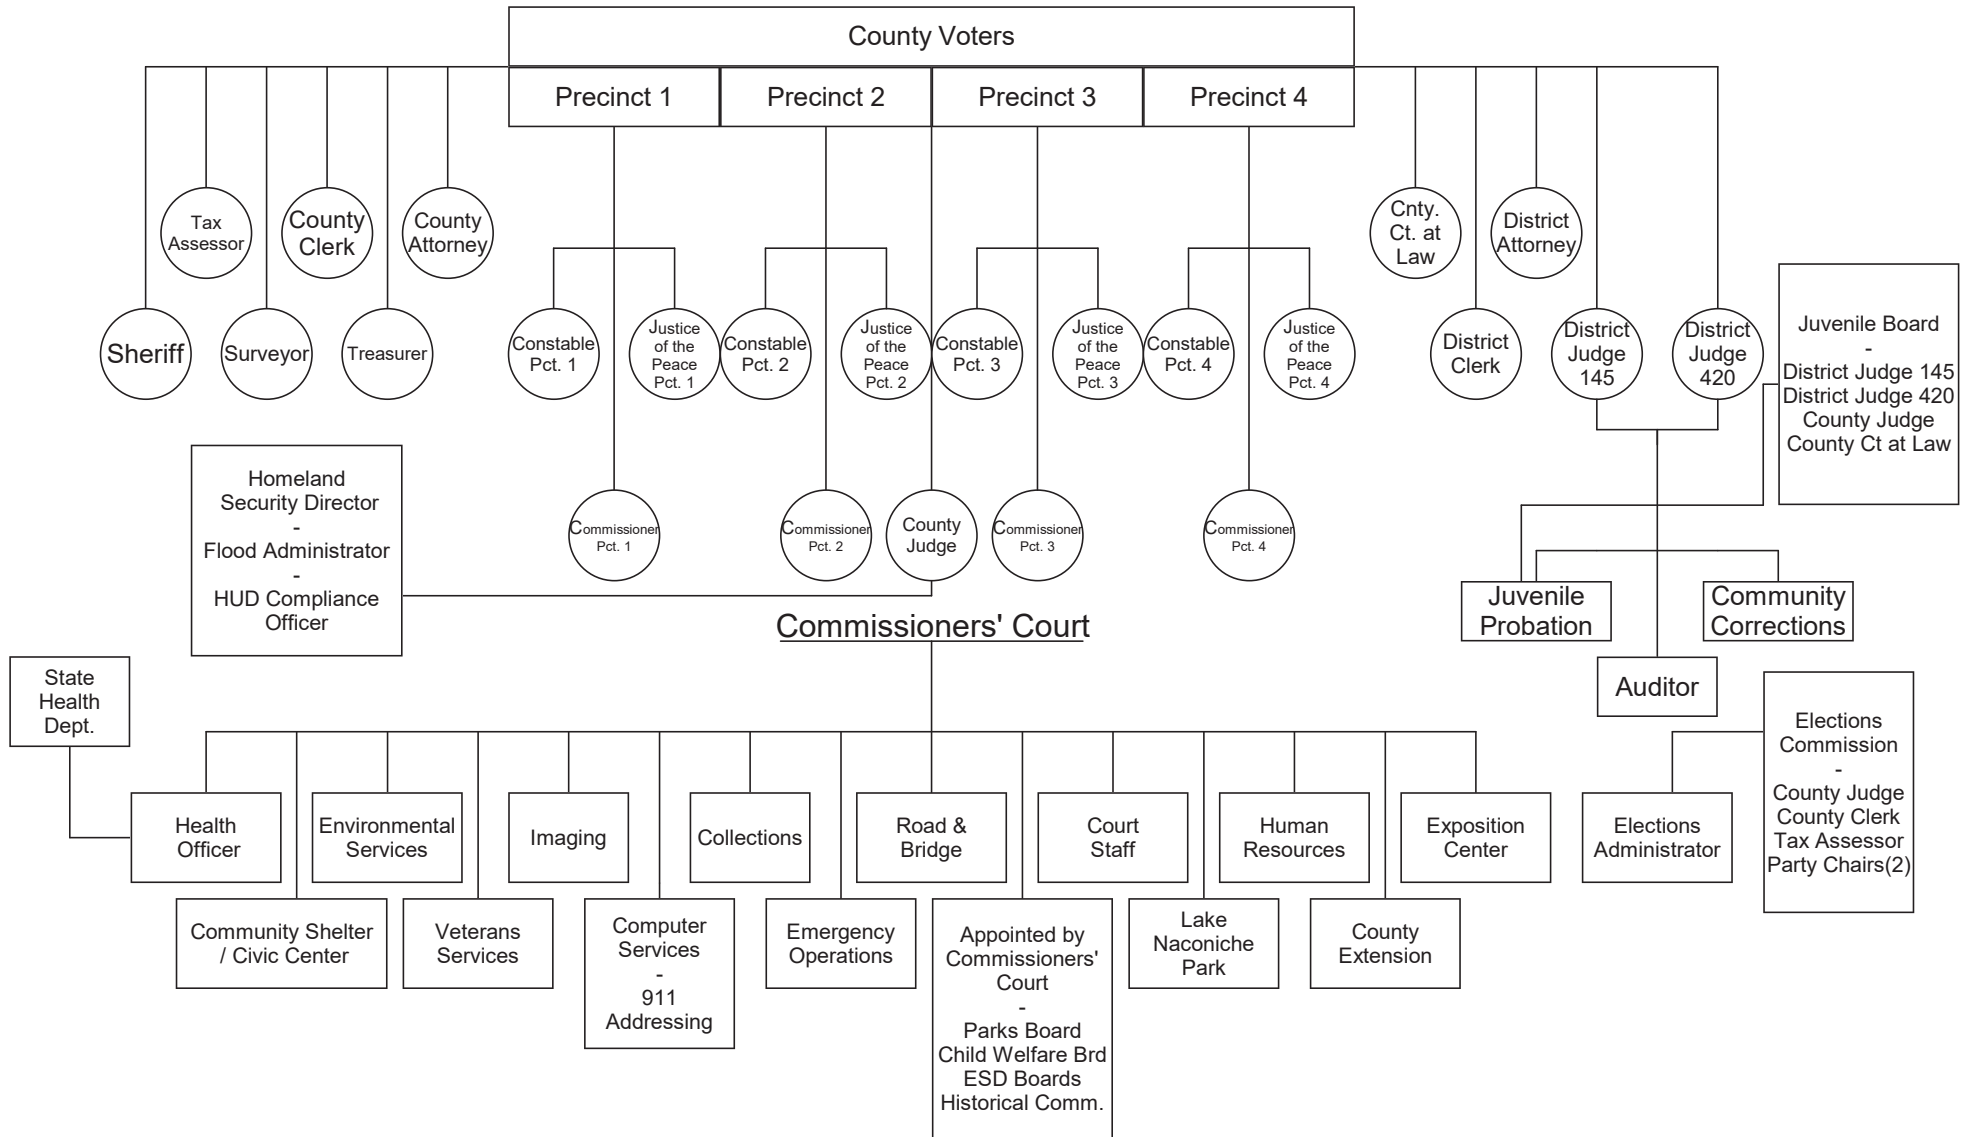 County Voters
Precinct 1
Precinct 2
Precinct 3
Precinct 4
Tax
Assessor
County
Clerk
County
Attorney
Cnty.
Ct. at
Law
District
Attorney
Sheriff
Surveyor
Treasurer
Constable
Pct. 1
Justice
of the
Peace
Pct. 1
Constable
Pct. 2
Justice
of the
Peace
Pct. 2
Constable
Pct. 3
Justice
of the
Peace
Pct. 3
Constable
Pct. 4
Justice
of the
Peace
Pct. 4
District
Clerk
District
Judge
145
District
Judge
420
Juvenile Board
-
District Judge 145
District Judge 420
County Judge
County Ct at Law
Homeland
Security Director
-
Flood Administrator
-
HUD Compliance
Officer
Commissioner
Pct. 1
Commissioner
Pct. 2
County
Judge
Commissioner
Pct. 3
Commissioner
Pct. 4
Commissioners' Court
Juvenile
Probation
Community
Corrections
Auditor
State
Health
Dept.
Elections
Commission
-
County Judge
County Clerk
Tax Assessor
Party Chairs(2)
Health
Officer
Environmental
Services
Imaging
Collections
Road &
Bridge
Court
Staff
Human
Resources
Exposition
Center
Elections
Administrator
Community Shelter
/ Civic Center
Veterans
Services
Computer
Services
-
911
Addressing
Emergency
Operations
Appointed by
Commissioners'
Court
-
Parks Board
Child Welfare Brd
ESD Boards
Historical Comm.
Lake
Naconiche
Park
County
Extension